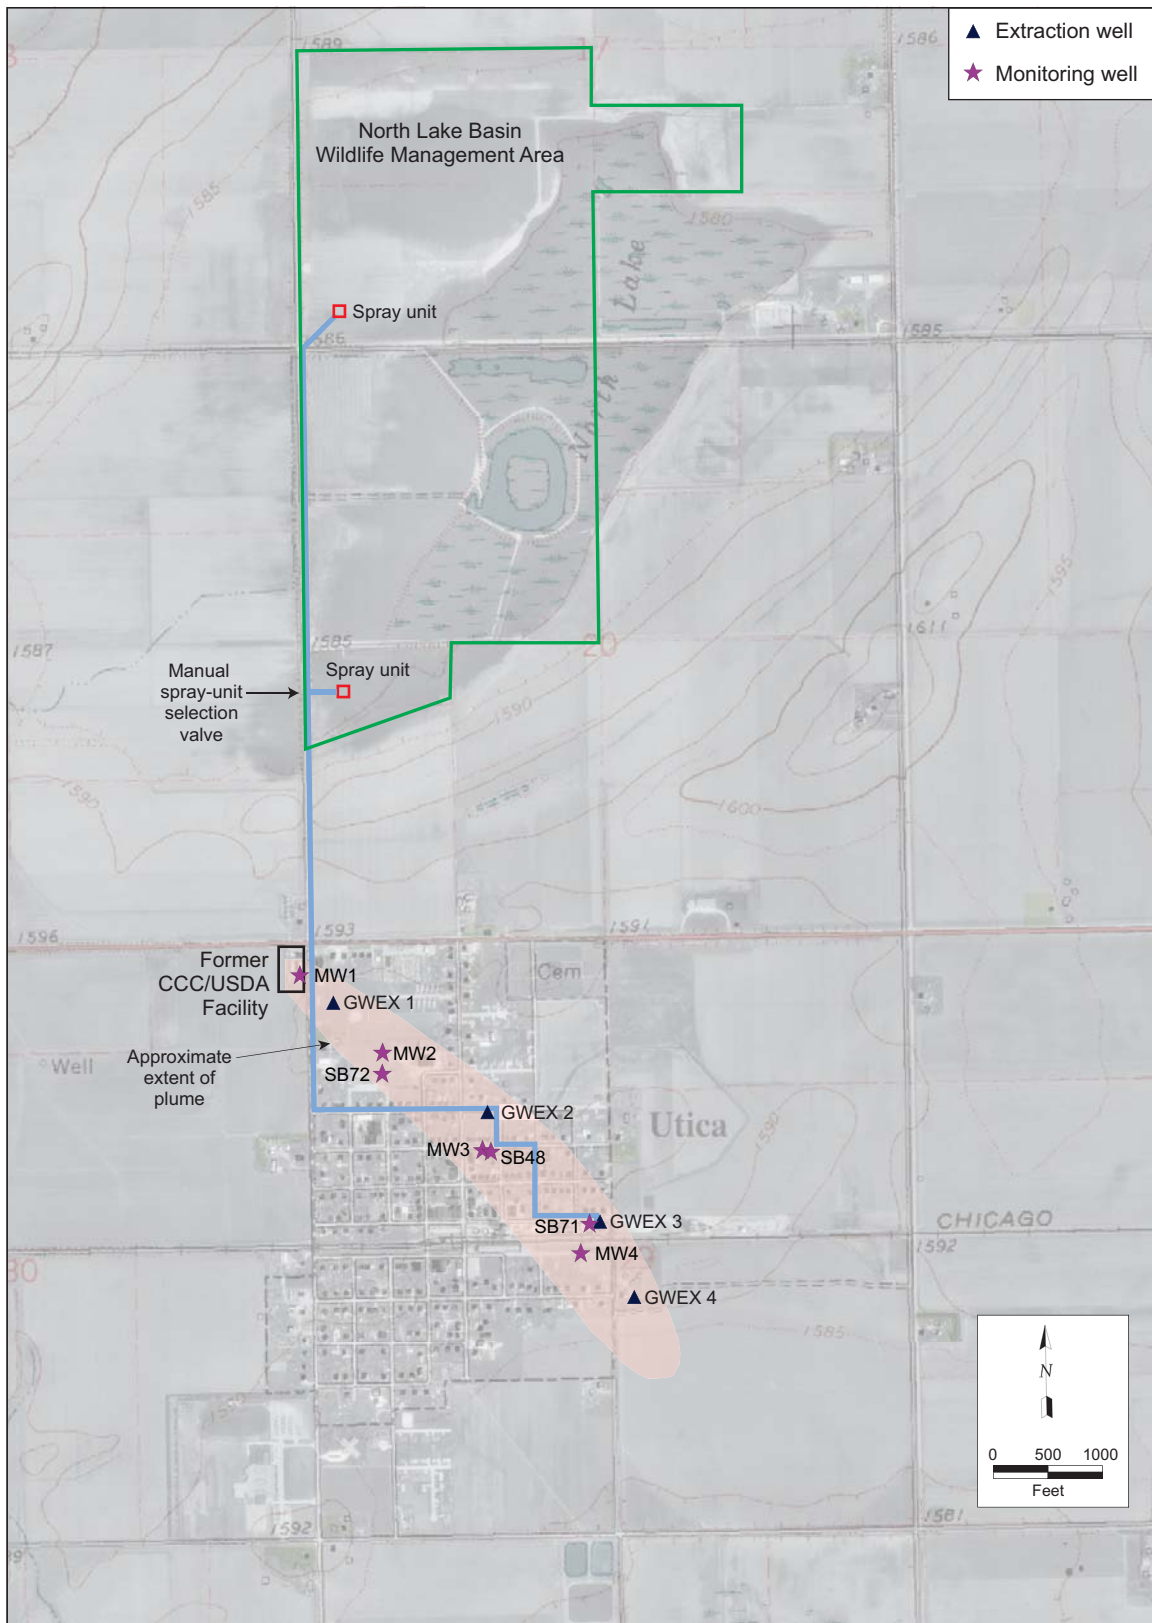 1589
17
1586
Extraction well
Monitoring well
North Lake Basin
Wildlife Management Area
1585
1580
Lake
Spray unit
1586
1585
North
1595
1611
1587
1585
20
Manual
spray-unit
selection
valve
Spray unit
1590
1590
1600
1596
1593
1591
Former
CCC/USDA
Facility
MW1
Cem
GWEX 1
Approximate
extent of
plume
Well
MW2
SB72
GWEX 2
Utica
1590
MW3
SB48
SB71
GWEX 3
CHICAGO
1592
MW4
30
GWEX 4
1585
N
0 500 1000
Feet
1592
1581